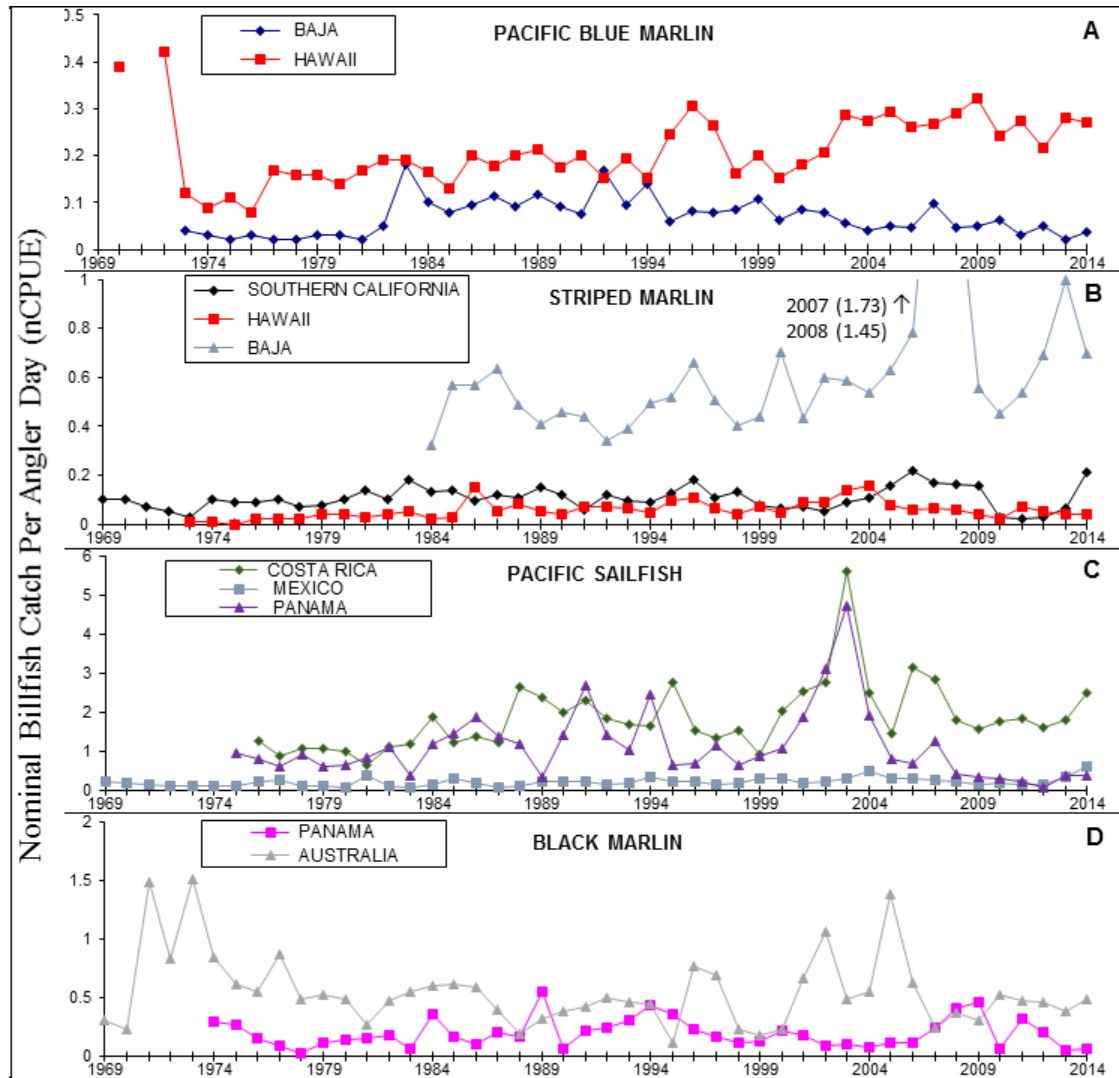 Nominal Billfish Catch Per Angler Day (nCPUE)
BAJA
HAWAII
PACIFIC BLUE MARLIN
A
0.5
0.4
0.3
0.2
0.1
0
1969 1974 1979 1984 1989 1994 1999 2004 2009 2014
SOUTHERN CALIFORNIA
HAWAII
BAJA
STRIPED MARLIN
B
2007 (1.73) ↑
2008 (1.45)
1
0.8
0.6
0.4
0.2
0
1969 1974 1979 1984 1989 1994 1999 2004 2009 2014
COSTA RICA
MEXICO
PANAMA
PACIFIC SAILFISH
C
6
5
4
3
2
1
0
1969 1974 1979 1984 1989 1994 1999 2004 2009 2014
PANAMA
AUSTRALIA
BLACK MARLIN
D
2
1.5
1
0.5
0
1969 1974 1979 1984 1989 1994 1999 2004 2009 2014